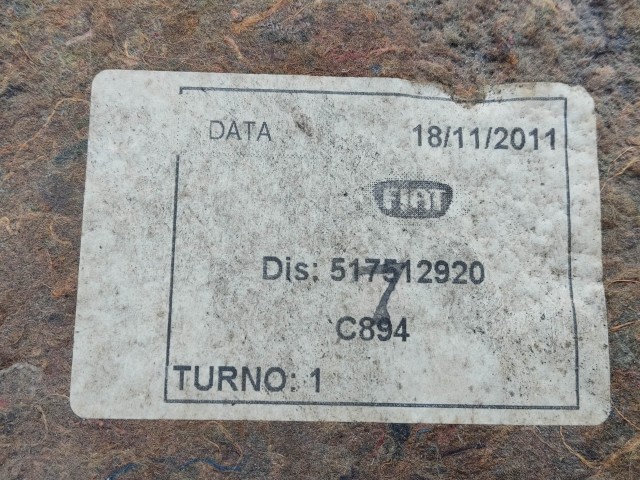 DATA 18/11/2011
FIAT
Dis: 517512920
7
C894
TURNO: 1